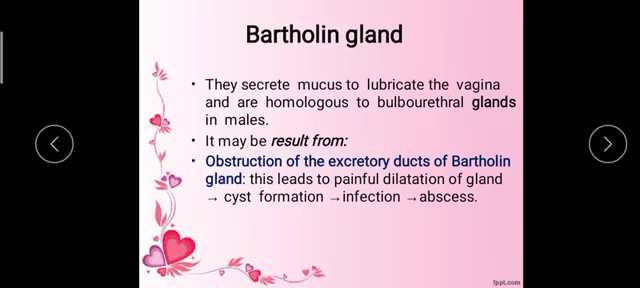 Bartholin gland
• They secrete mucus to lubricate the vagina
and are homologous to bulbourethral glands
in males.
• It may be result from:
• Obstruction of the excretory ducts of Bartholin
gland: this leads to painful dilatation of gland
→ cyst formation →infection →abscess.
fppt.com